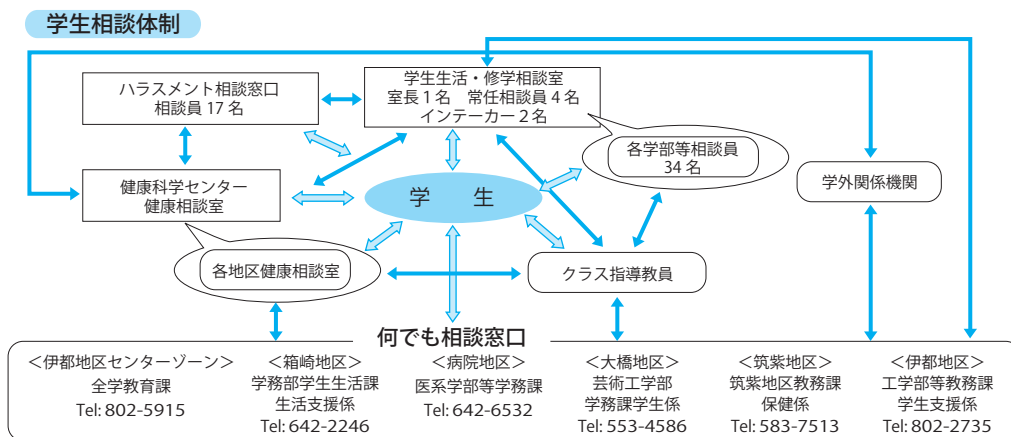 学生相談体制
ハラスメント相談窓口
相談員 17 名
学生生活・修学相談室
室長 1 名　常任相談員 4 名
インテーカー 2 名
各学部等相談員
34 名
学外関係機関
健康科学センター
健康相談室
学　　生
各地区健康相談室
クラス指導教員
何でも相談窓口
＜伊都地区センターゾーン＞
全学教育課
Tel: 802-5915
＜箱崎地区＞
学務部学生生活課
生活支援係
Tel: 642-2246
＜病院地区＞
医系学部等学務課
Tel: 642-6532
＜大橋地区＞
芸術工学部
学務課学生係
Tel: 553-4586
＜筑紫地区＞
筑紫地区教務課
保健係
Tel: 583-7513
＜伊都地区＞
工学部等教務課
学生支援係
Tel: 802-2735